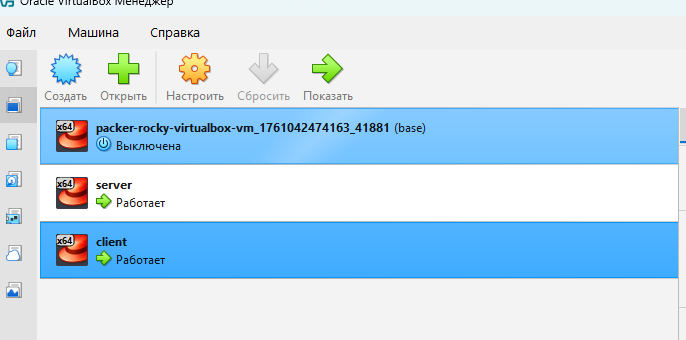 Oracle VirtualBox Менеджер
Файл Машина Справка
Создать Открыть Настроить Сбросить Показать
x64 packer-rocky-virtualbox-vm_1761042474163_41881 (base)
Выключена
x64 server
Работает
x64 client
Работает